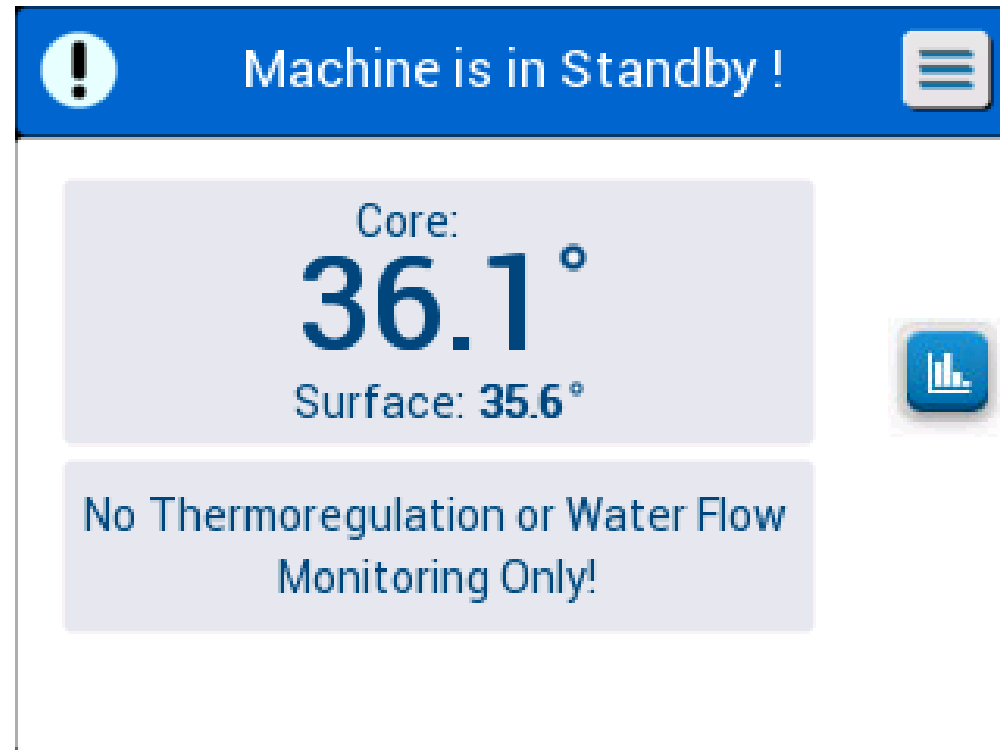 Machine is in Standby !
Core:
36.1°
Surface: 35.6°
No Thermoregulation or Water Flow
Monitoring Only!